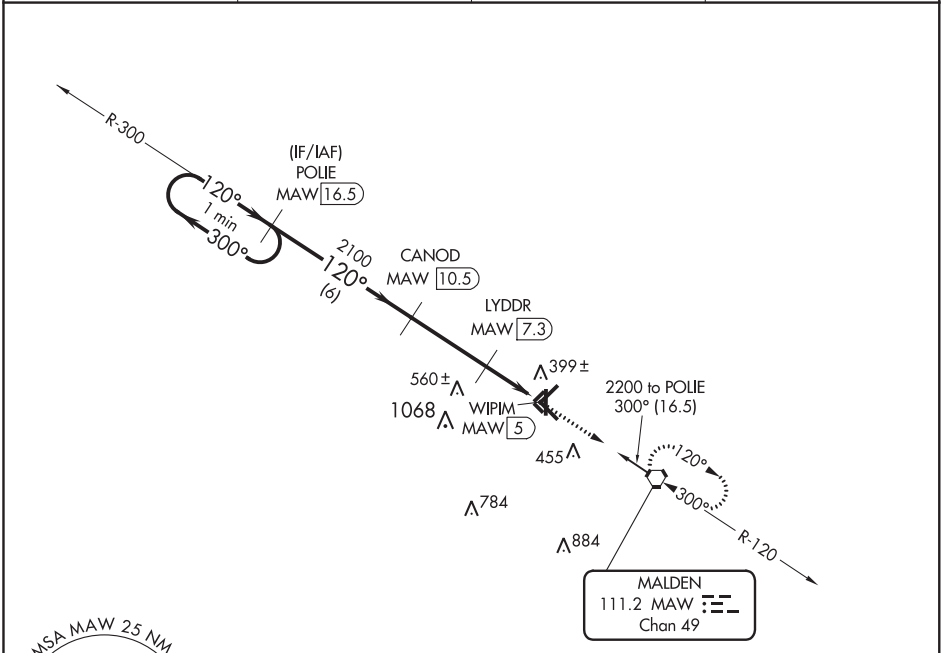 R-300
(IF/IAF)
POLIE
MAW 16.5
120°
1 min
300°
2100
120°
(6)
CANOD
MAW 10.5
LYDDR
MAW 7.3
399±
560±
1068
WIPIM
MAW 5
2200 to POLIE
300° (16.5)
455
120°
300°
784
884
R-120
MALDEN
111.2 MAW
Chan 49
MSA MAW 25 NM